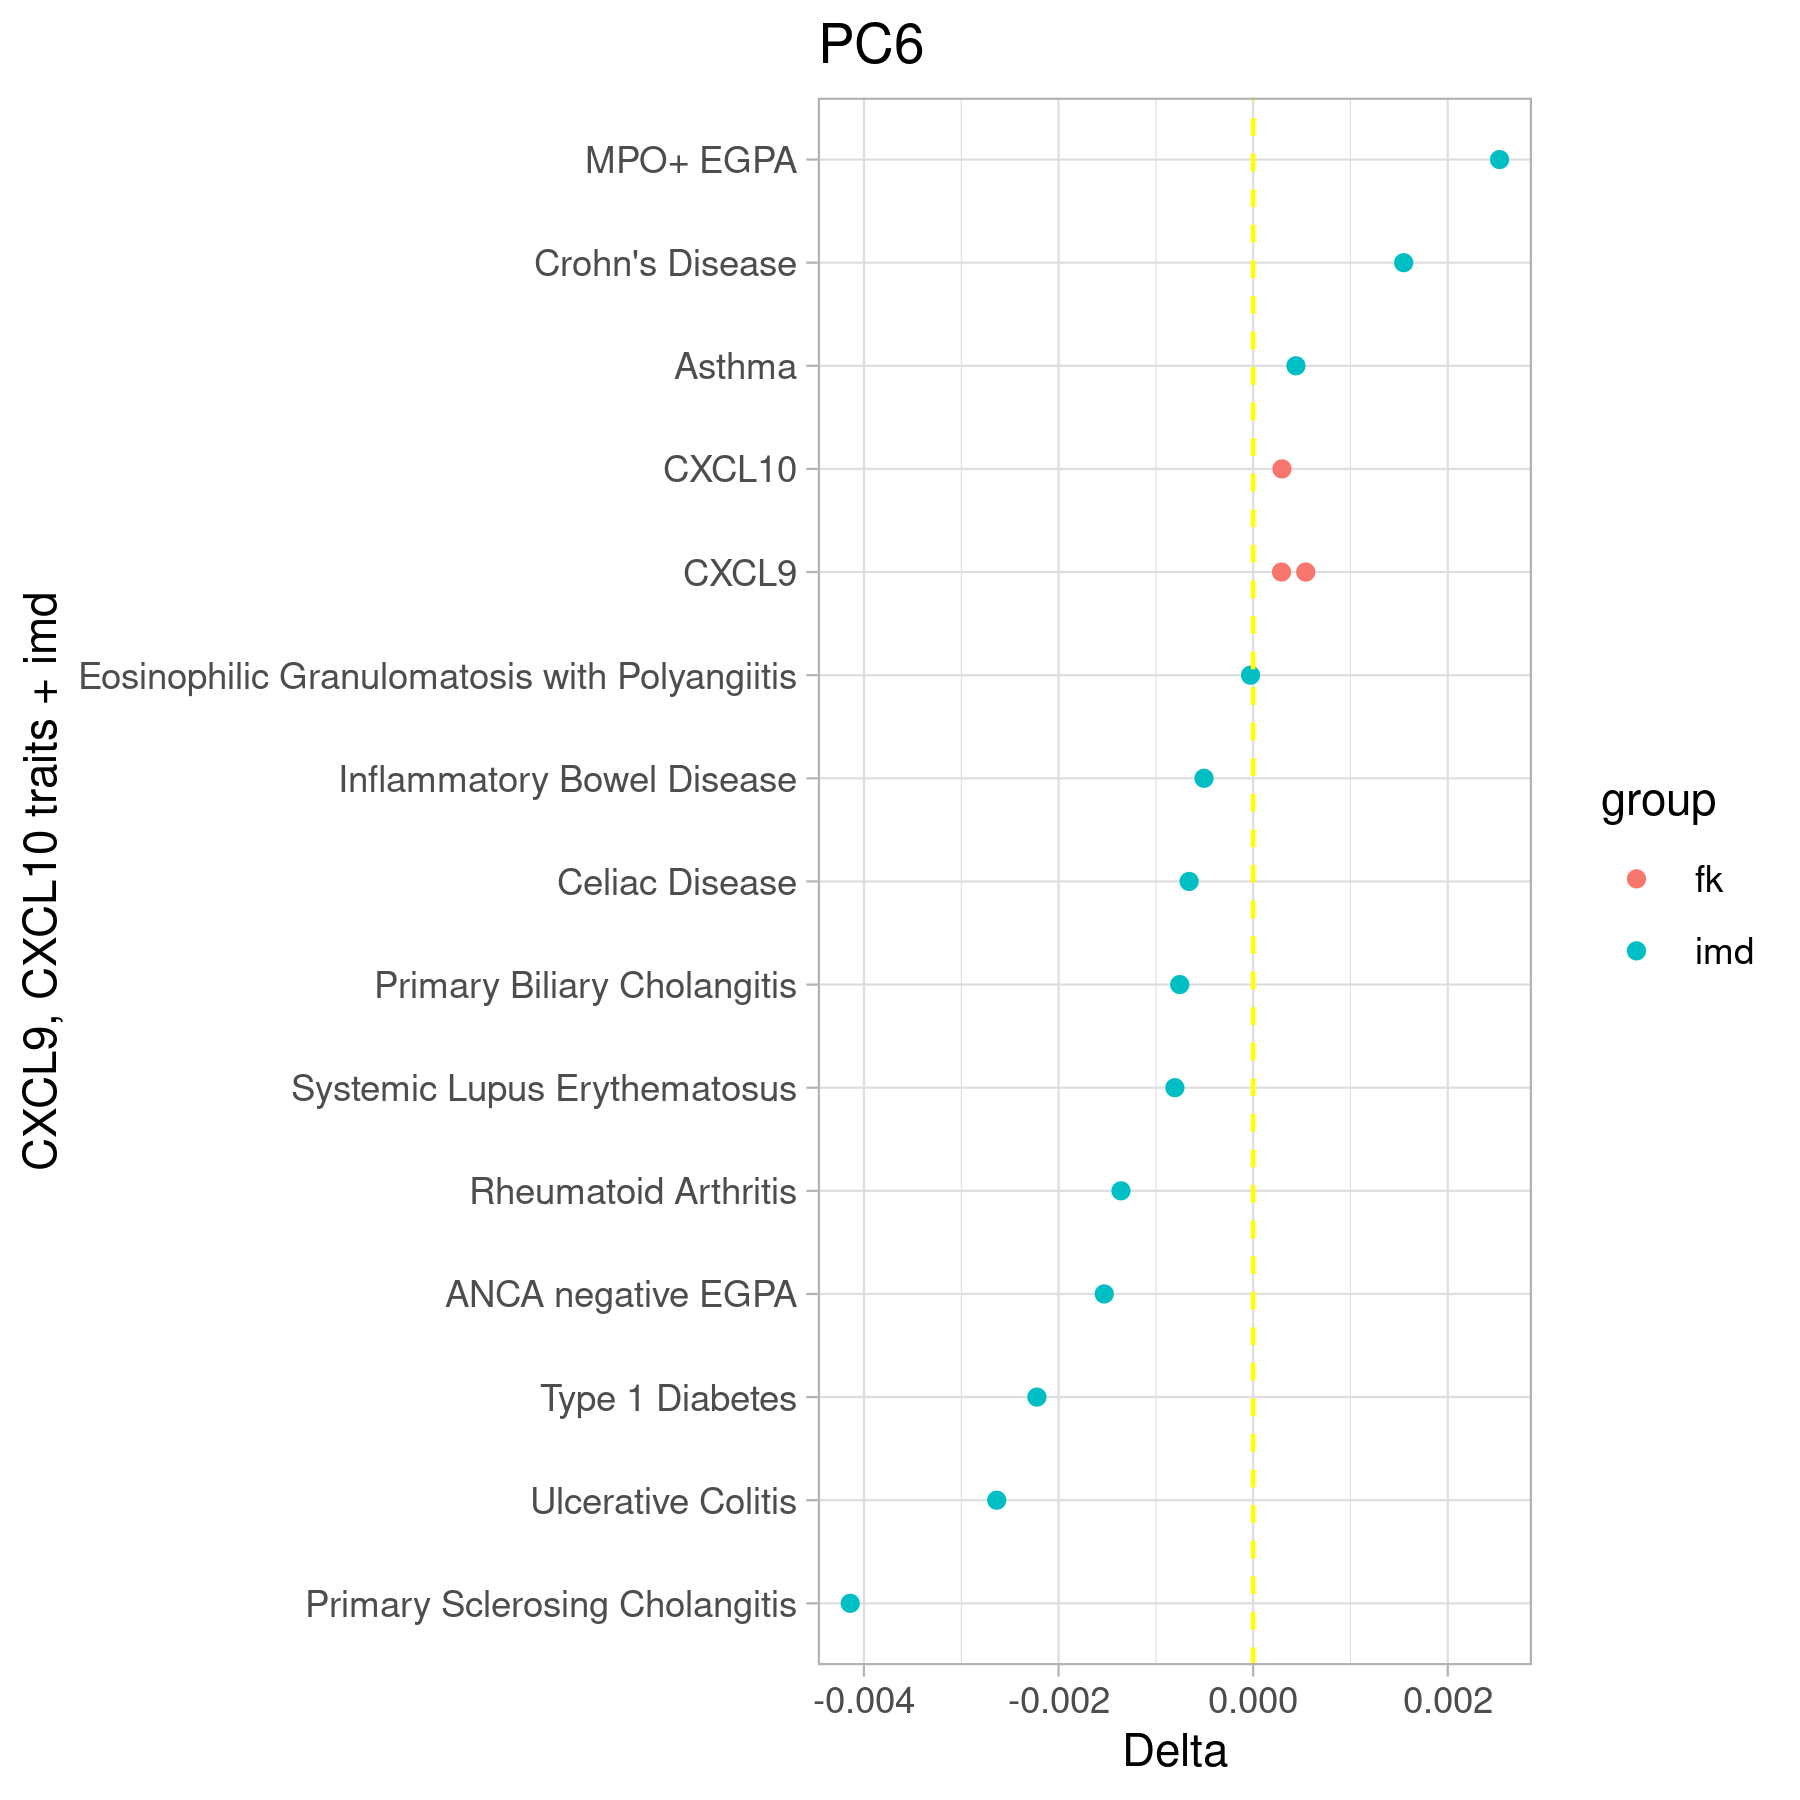 PC6
CXCL9, CXCL10 traits + imd
MPO+ EGPA
Crohn's Disease
Asthma
CXCL10
CXCL9
Eosinophilic Granulomatosis with Polyangiitis
Inflammatory Bowel Disease
Celiac Disease
Primary Biliary Cholangitis
Systemic Lupus Erythematosus
Rheumatoid Arthritis
ANCA negative EGPA
Type 1 Diabetes
Ulcerative Colitis
Primary Sclerosing Cholangitis
-0.004 -0.002 0.000 0.002
Delta
group
fk
imd